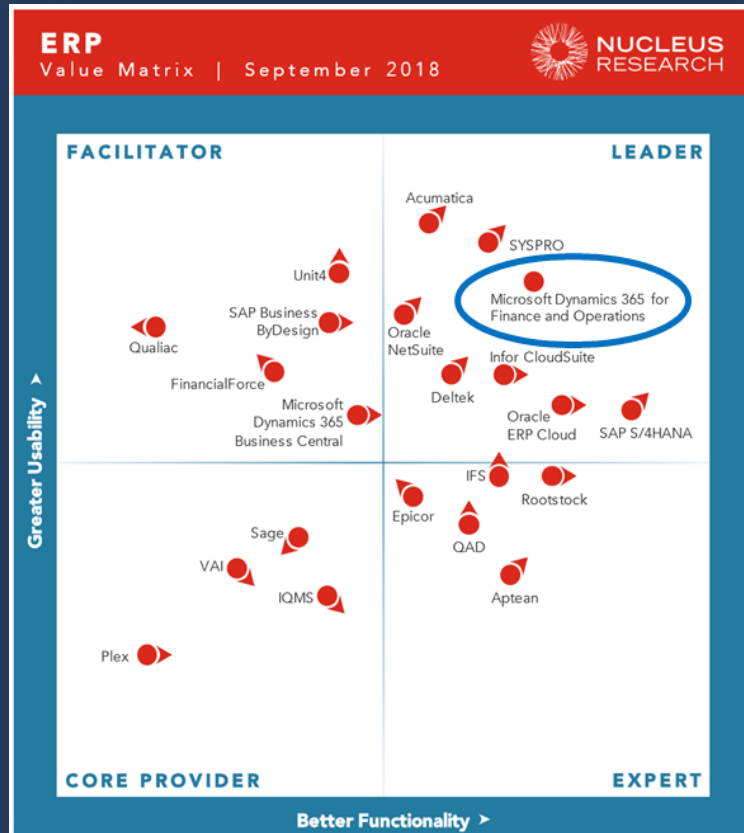 ERP
Value Matrix | September 2018
NUCLEUS
RESEARCH
FACILITATOR
LEADER
Acumatica
SYSPRO
Unit4
Microsoft Dynamics 365 for
Finance and Operations
SAP Business
ByDesign
Oracle
NetSuite
Qualiac
Infor CloudSuite
FinancialForce
Deltek
Microsoft
Dynamics 365
Business Central
Oracle
ERP Cloud
SAP S/4HANA
Greater Usability >
IFS
Rootstock
Epicor
Sage
QAD
VAI
IQMS
Aptean
Plex
CORE PROVIDER
EXPERT
Better Functionality >